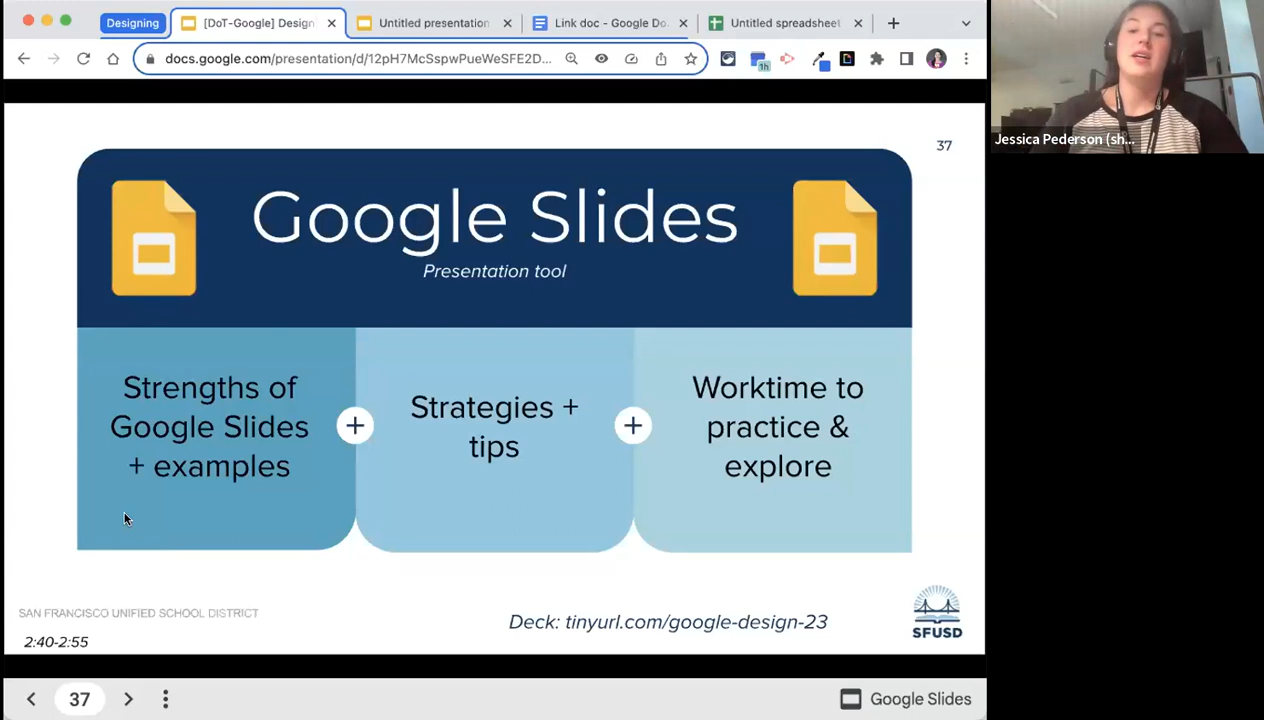 Designing
[DoT-Google] Design
Untitled presentation
Link doc - Google Do
Untitled spreadsheet
docs.google.com/presentation/d/12pH7McSspwPueWeSFE2D...
1h
Jessica Pederson (sh...
37
Google Slides
Presentation tool
Strengths of
Google Slides
+ examples
+
Strategies +
tips
+
Worktime to
practice &
explore
SAN FRANCISCO UNIFIED SCHOOL DISTRICT
2:40-2:55
Deck: tinyurl.com/google-design-23
SFUSD
37
Google Slides